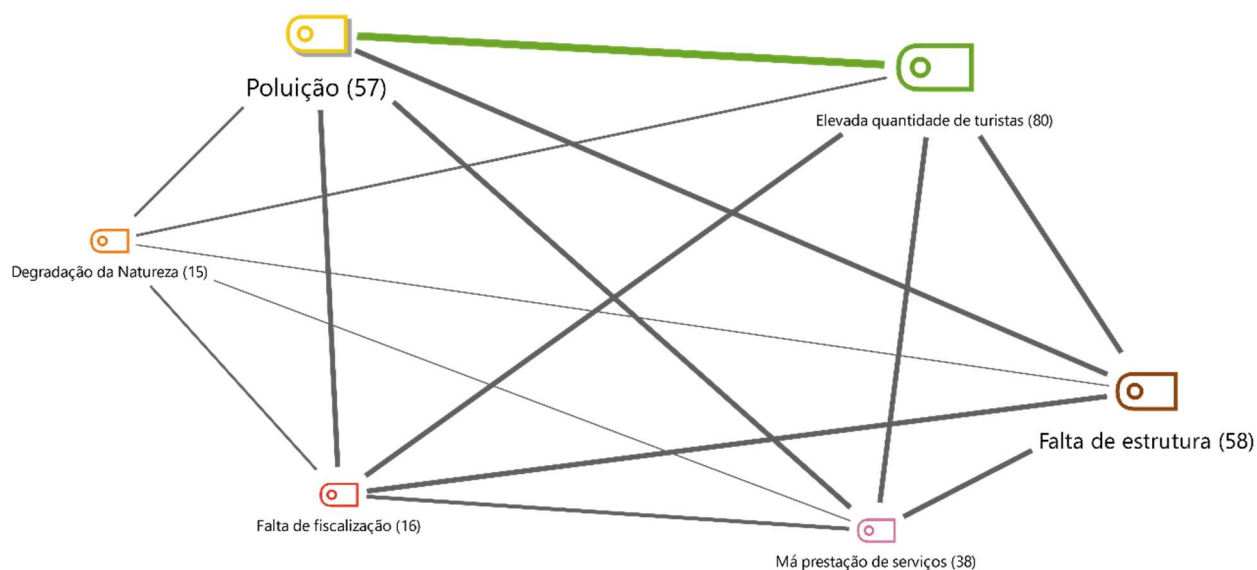 Poluição (57)
Elevada quantidade de turistas (80)
Degradação da Natureza (15)
Falta de estrutura (58)
Falta de fiscalização (16)
Má prestação de serviços (38)